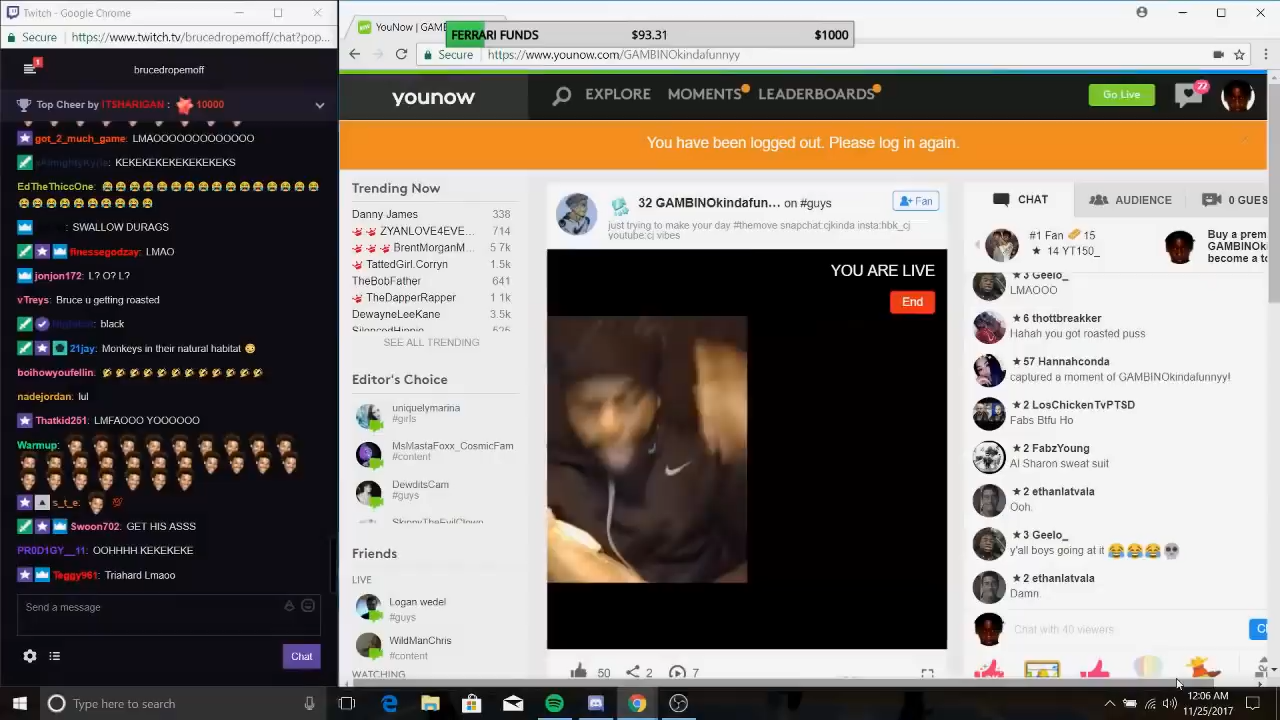 Twitch
Secure
https://www.twitch.tv/brucedropemoff/chat?pop...
1
brucedropemoff
Top Cheer by ITSHARIGAN : 10000
got_2_much_game: LMAOOOOOOOOOOOO
KEKEKEKEKEKEKEKEKS
EdTheThiccOne:
SWALLOW DURAGS
finessegodzay: LMAO
jonjon172: L? O? L?
vTreys: Bruce u getting roasted
black
21jay: Monkeys in their natural habitat
boihowyoufellin:
nadejordan: lul
Thatkid251: LMFAOOO YOOOOOO
Warmup:
s_t_e:
Swoon702: GET HIS ASSS
PR0D1GY__11: OOHHHH KEKEKEKE
Teggy961: Triahard Lmaoo
Send a message
Chat
YouNow | GAM
FERRARI FUNDS $93.31 $1000
Secure
https://www.younow.com/GAMBINOkindafunnyy
younow
EXPLORE
MOMENTS
LEADERBOARDS
Go Live
72
You have been logged out. Please log in again.
Trending Now
Danny James 338
ZYANLOVE4EVE... 714
BrentMorganM... 5 7k
TattedGirl.Corryn 1.5k
TheBobFather 641
TheDapperRapper 1 1k
DewayneLeeKane 3.5k
SilencedHippie 525
SEE ALL TRENDING
Editor's Choice
uniquelymarina
#girls
MsMastaFoxx_CosmicFam
#content
DewditsCam
#guys
SkippyTheEvilClown
Friends
LIVE
Logan wedel
#guys
WildManChris
#content
WATCHING
32 GAMBINOkindafun... on #guys
Fan
just trying to make your day #themove snapchat:cjkinda insta:hbk_cj
youtube:cj vibes
YOU ARE LIVE
End
50
2
7
CHAT
AUDIENCE
0 GUES
#1 Fan 15
14 YT150_
Buy a prem
GAMBINOK
become a to
3 Geelo_
LMAOOO
6 thottbreakker
Hahah you got roasted puss
57 Hannahconda
captured a moment of GAMBINOkindafunnyy!
2 LosChickenTvPTSD
Fabs Btfu Ho
2 FabzYoung
Al Sharon sweat suit
2 ethanlatvala
Ooh.
3 Geelo_
y'all boys going at it
2 ethanlatvala
Damn.
Chat with 40 viewers
Type here to search
12:06 AM
11/25/2017